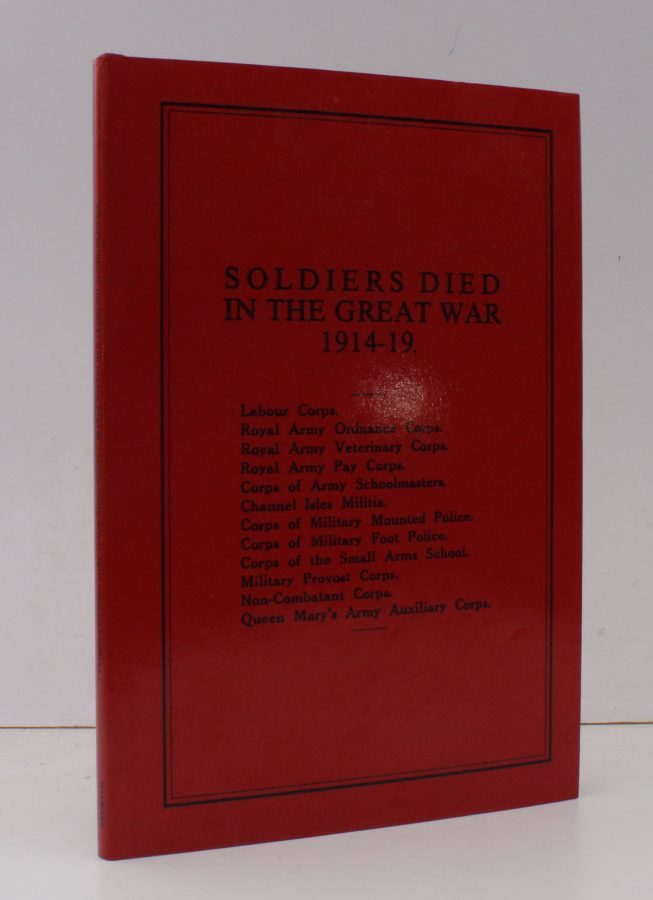 SOLDIERS DIED
IN THE GREAT WAR
1914-19.
Labour Corps.
Royal Army Ordnance Corps.
Royal Army Veterinary Corps.
Royal Army Pay Corps.
Corps of Army Schoolmasters.
Channel Isles Militia.
Corps of Military Mounted Police.
Corps of Military Foot Police.
Corps of the Small Arms School.
Military Provost Corps.
Non-Combatant Corps.
Queen Mary's Army Auxiliary Corps.